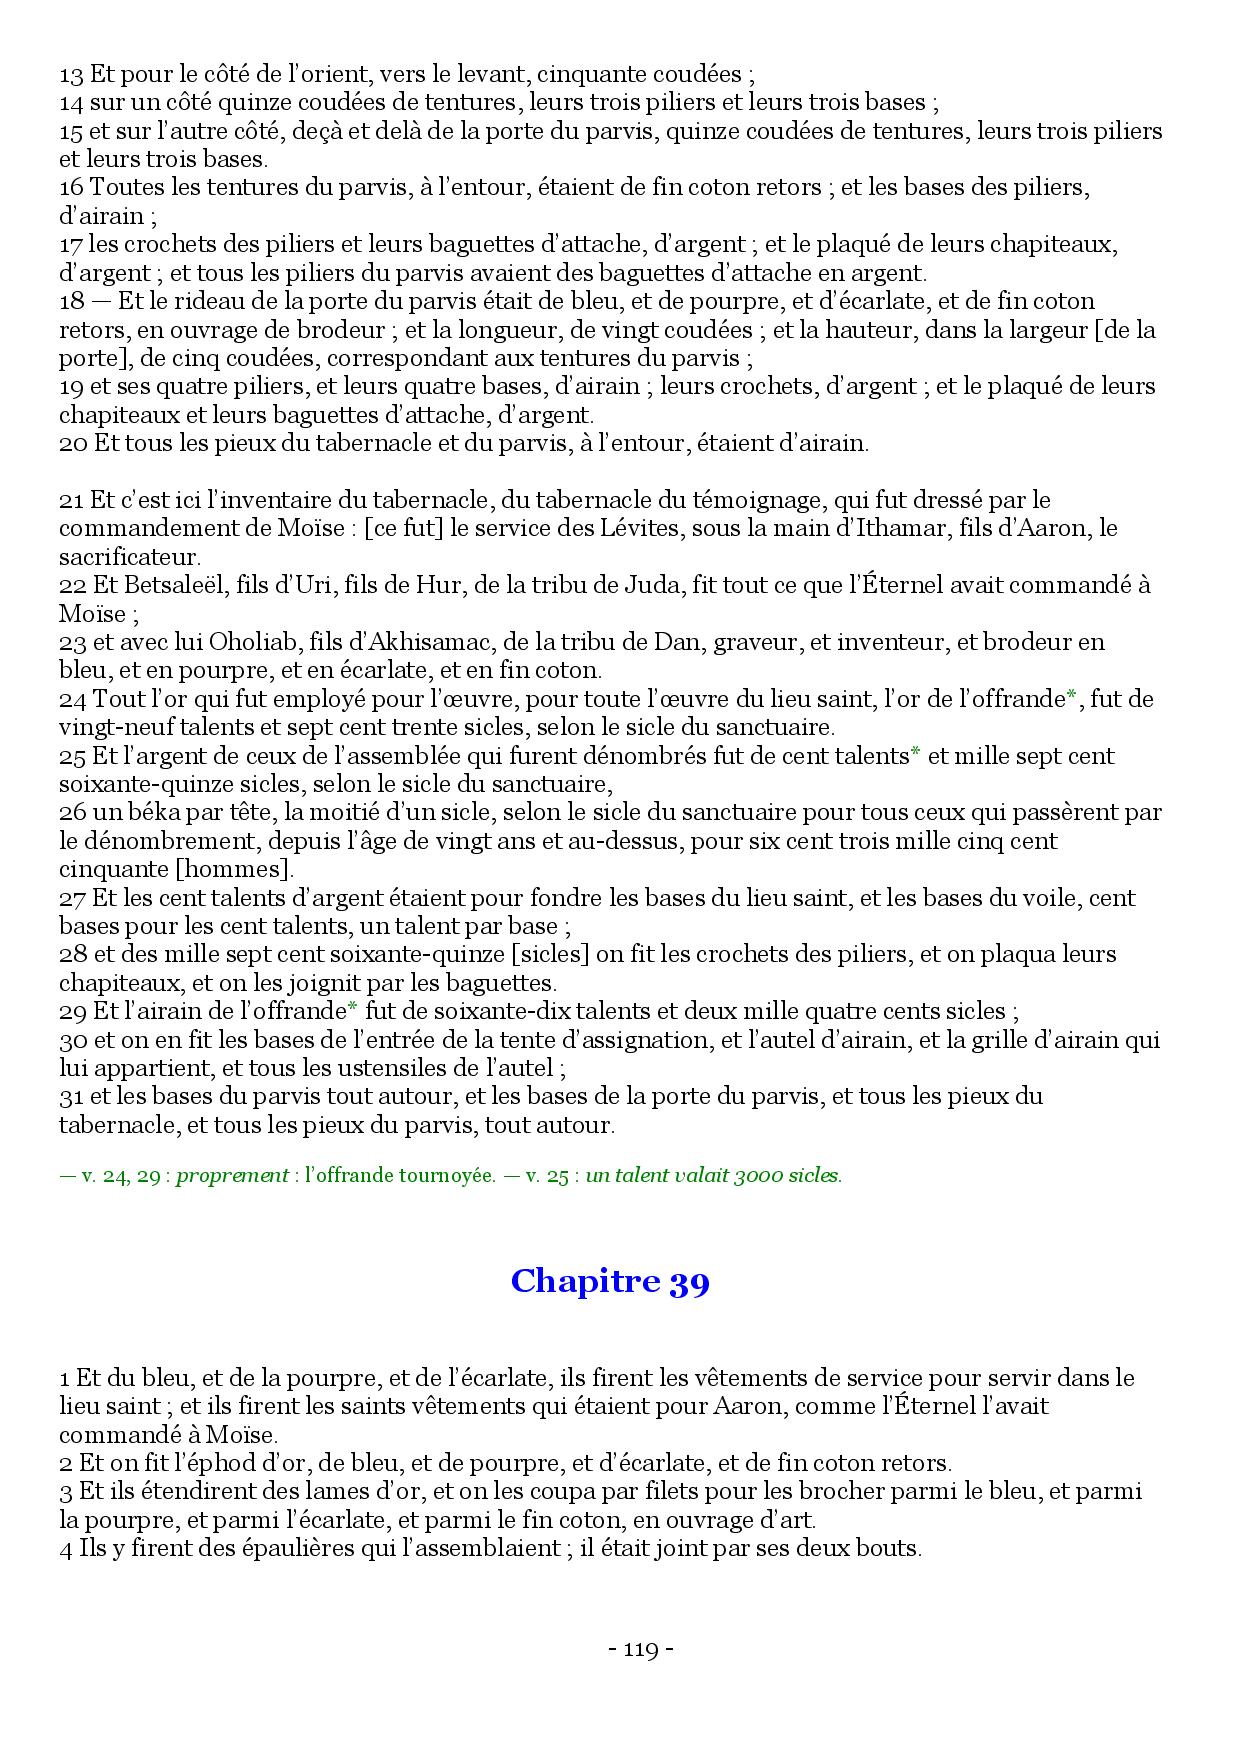 13 Et pour le côté de l’orient, vers le levant, cinquante coudées ;
14 sur un côté quinze coudées de tentures, leurs trois piliers et leurs trois bases ;
15 et sur l’autre côté, deçà et delà de la porte du parvis, quinze coudées de tentures, leurs trois piliers
et leurs trois bases.
16 Toutes les tentures du parvis, à l’entour, étaient de fin coton retors ; et les bases des piliers,
d’airain ;
17 les crochets des piliers et leurs baguettes d’attache, d’argent ; et le plaqué de leurs chapiteaux,
d’argent ; et tous les piliers du parvis avaient des baguettes d’attache en argent.
18 — Et le rideau de la porte du parvis était de bleu, et de pourpre, et d’écarlate, et de fin coton
retors, en ouvrage de brodeur ; et la longueur, de vingt coudées ; et la hauteur, dans la largeur [de la
porte], de cinq coudées, correspondant aux tentures du parvis ;
19 et ses quatre piliers, et leurs quatre bases, d’airain ; leurs crochets, d’argent ; et le plaqué de leurs
chapiteaux et leurs baguettes d’attache, d’argent.
20 Et tous les pieux du tabernacle et du parvis, à l’entour, étaient d’airain.
21 Et c’est ici l’inventaire du tabernacle, du tabernacle du témoignage, qui fut dressé par le
commandement de Moïse : [ce fut] le service des Lévites, sous la main d’Ithamar, fils d’Aaron, le
sacrificateur.
22 Et Betsaleël, fils d’Uri, fils de Hur, de la tribu de Juda, fit tout ce que l’Éternel avait commandé à
Moïse ;
23 et avec lui Oholiab, fils d’Akhisamac, de la tribu de Dan, graveur, et inventeur, et brodeur en
bleu, et en pourpre, et en écarlate, et en fin coton.
24 Tout l’or qui fut employé pour l’œuvre, pour toute l’œuvre du lieu saint, l’or de l’offrande*, fut de
vingt-neuf talents et sept cent trente sicles, selon le sicle du sanctuaire.
25 Et l’argent de ceux de l’assemblée qui furent dénombrés fut de cent talents* et mille sept cent
soixante-quinze sicles, selon le sicle du sanctuaire,
26 un béka par tête, la moitié d’un sicle, selon le sicle du sanctuaire pour tous ceux qui passèrent par
le dénombrement, depuis l’âge de vingt ans et au-dessus, pour six cent trois mille cinq cent
cinquante [hommes].
27 Et les cent talents d’argent étaient pour fondre les bases du lieu saint, et les bases du voile, cent
bases pour les cent talents, un talent par base ;
28 et des mille sept cent soixante-quinze [sicles] on fit les crochets des piliers, et on plaqua leurs
chapiteaux, et on les joignit par les baguettes.
29 Et l’airain de l’offrande* fut de soixante-dix talents et deux mille quatre cents sicles ;
30 et on en fit les bases de l’entrée de la tente d’assignation, et l’autel d’airain, et la grille d’airain qui
lui appartient, et tous les ustensiles de l’autel ;
31 et les bases du parvis tout autour, et les bases de la porte du parvis, et tous les pieux du
tabernacle, et tous les pieux du parvis, tout autour.
— v. 24, 29 : proprement : l’offrande tournoyée. — v. 25 : un talent valait 3000 sicles.
Chapitre 39
1 Et du bleu, et de la pourpre, et de l’écarlate, ils firent les vêtements de service pour servir dans le
lieu saint ; et ils firent les saints vêtements qui étaient pour Aaron, comme l’Éternel l’avait
commandé à Moïse.
2 Et on fit l’éphod d’or, de bleu, et de pourpre, et d’écarlate, et de fin coton retors.
3 Et ils étendirent des lames d’or, et on les coupa par filets pour les brocher parmi le bleu, et parmi
la pourpre, et parmi l’écarlate, et parmi le fin coton, en ouvrage d’art.
4 Ils y firent des épaulières qui l’assemblaient ; il était joint par ses deux bouts.
- 119 -